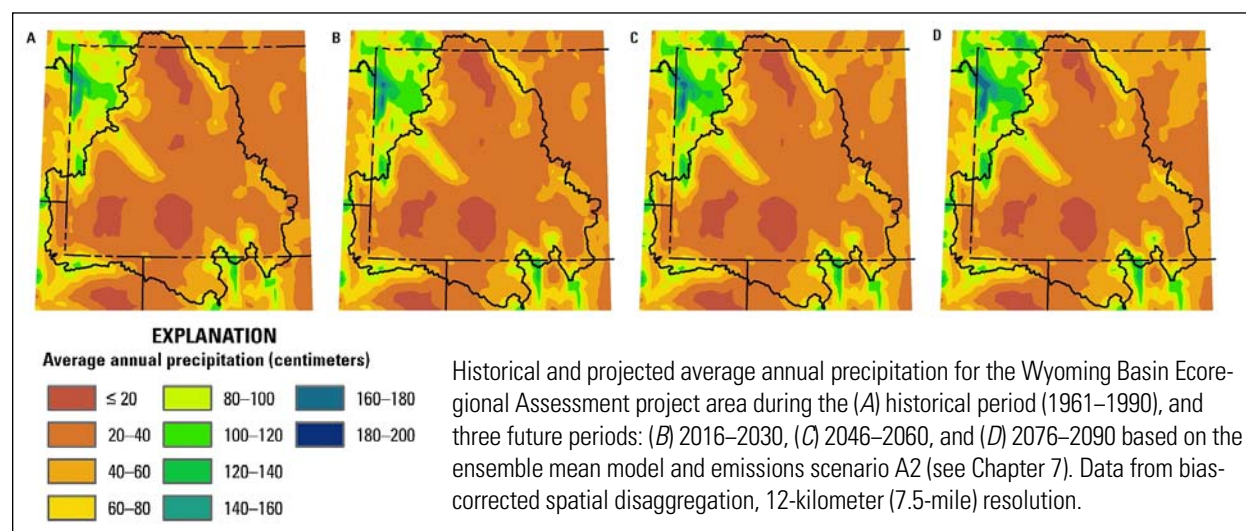 A B C D
EXPLANATION
Average annual precipitation (centimeters)
≤ 20 80–100 160–180
20–40 100–120 180–200
40–60 120–140
60–80 140–160
Historical and projected average annual precipitation for the Wyoming Basin Ecore-
gional Assessment project area during the (A) historical period (1961–1990), and
three future periods: (B) 2016–2030, (C) 2046–2060, and (D) 2076–2090 based on the
ensemble mean model and emissions scenario A2 (see Chapter 7). Data from bias-
corrected spatial disaggregation, 12-kilometer (7.5-mile) resolution.